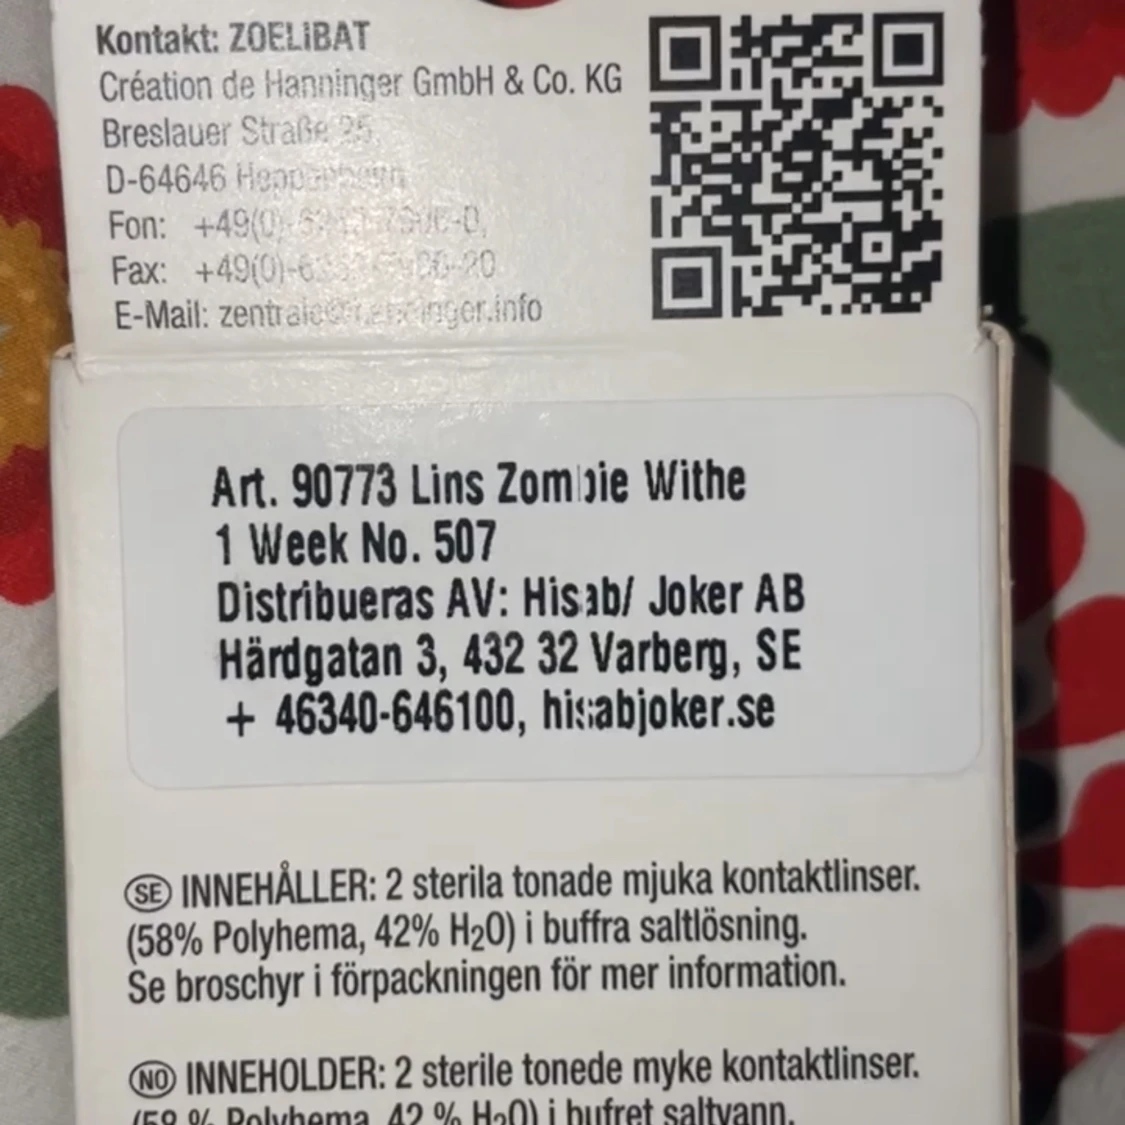 Kontakt: ZOELiBAT
Création de Hanninger GmbH & Co. KG
Breslauer Straße
D-64646
Fon: +49(0)
Fax: +49(0)
E-Mail:
Art. 90773 Lins Zombie Withe
1 Week No. 507
Distribueras AV: Hisab/ Joker AB
Härdgatan 3, 432 32 Varberg, SE
+ 46340-646100, hisabjoker.se
SE INNEHÅLLER: 2 sterila tonade mjuka kontaktlinser.
(58% Polyhema, 42% H₂O) i buffra saltlösning.
Se broschyr i förpackningen för mer information.
NO INNEHOLDER: 2 sterile tonede myke kontaktlinser.
(58 % Polyhema, 42 % H₂O) i bufret saltvann.